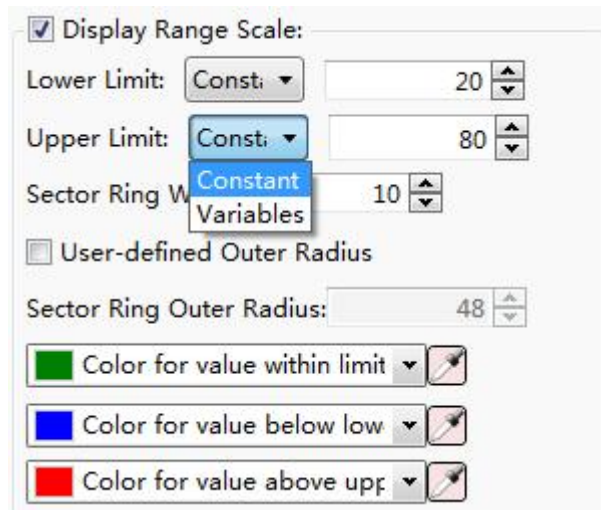 Display Range Scale:
Lower Limit: Consta 20
Upper Limit: Consta 80
Constant
Sector Ring W 10
Variables
User-defined Outer Radius
Sector Ring Outer Radius: 48
Color for value within limit
Color for value below low
Color for value above upp